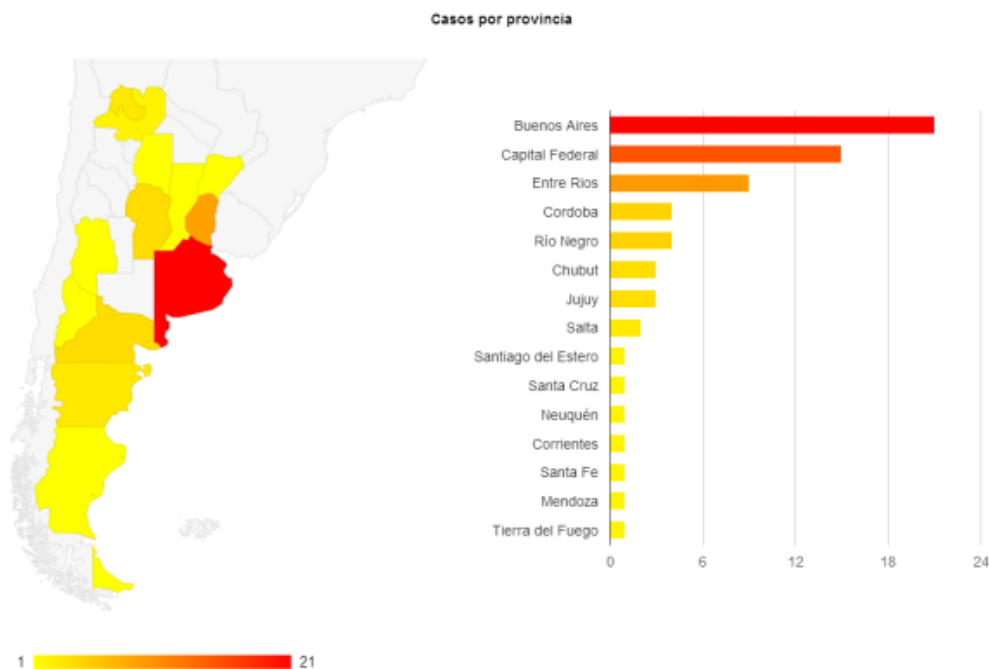 Casos por provincia
Buenos Aires
Capital Federal
Entre Rios
Cordoba
Río Negro
Chubut
Jujuy
Salta
Santiago del Estero
Santa Cruz
Neuquén
Corrientes
Santa Fe
Mendoza
Tierra del Fuego
0 6 12 18 24
1 21